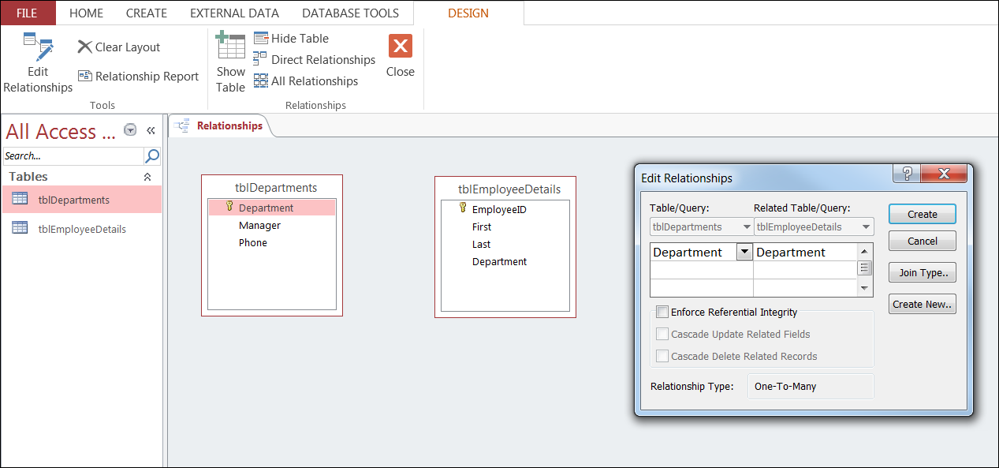 FILE HOME CREATE EXTERNAL DATA DATABASE TOOLS DESIGN
Edit
Relationships
Clear Layout
Relationship Report
Tools
Show
Table
Hide Table
Direct Relationships
All Relationships
Close
Relationships
All Access ...
Search...
Tables
tblDepartments
tblEmployeeDetails
Relationships
tblDepartments
Department
Manager
Phone
tblEmployeeDetails
EmployeeID
First
Last
Department
Edit Relationships
Table/Query: Related Table/Query:
tblDepartments tblEmployeeDetails
Department Department
Enforce Referential Integrity
Cascade Update Related Fields
Cascade Delete Related Records
Relationship Type: One-To-Many
Create
Cancel
Join Type..
Create New..